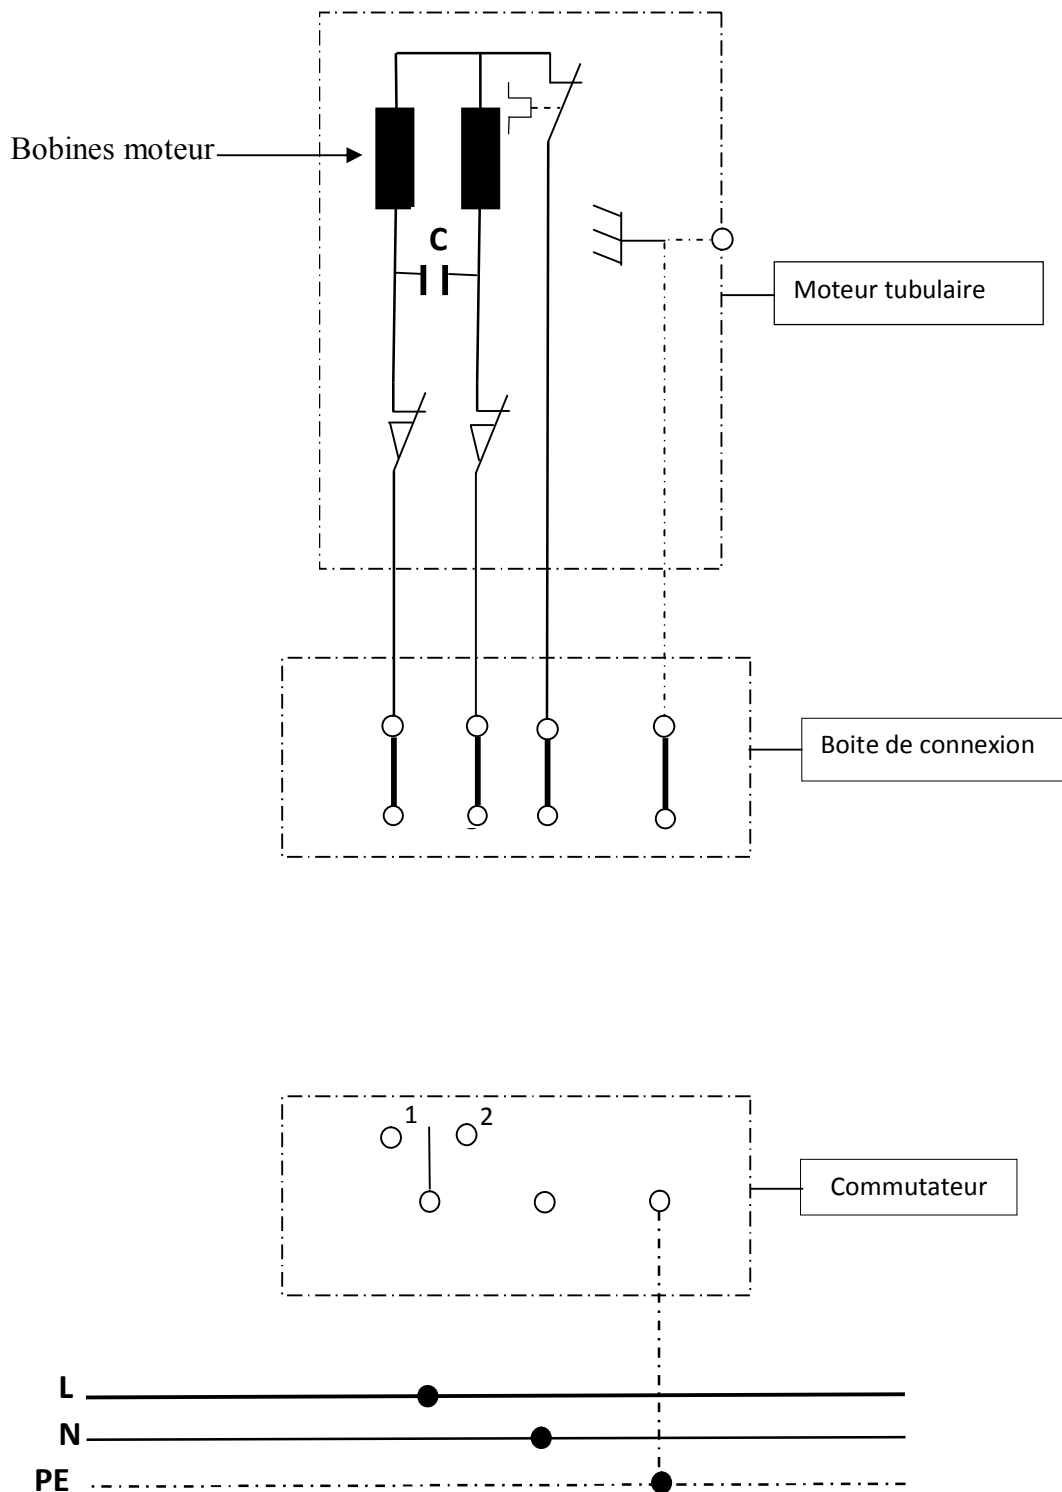 Bobines moteur
C
Moteur tubulaire
Boite de connexion
1
2
Commutateur
L
N
PE